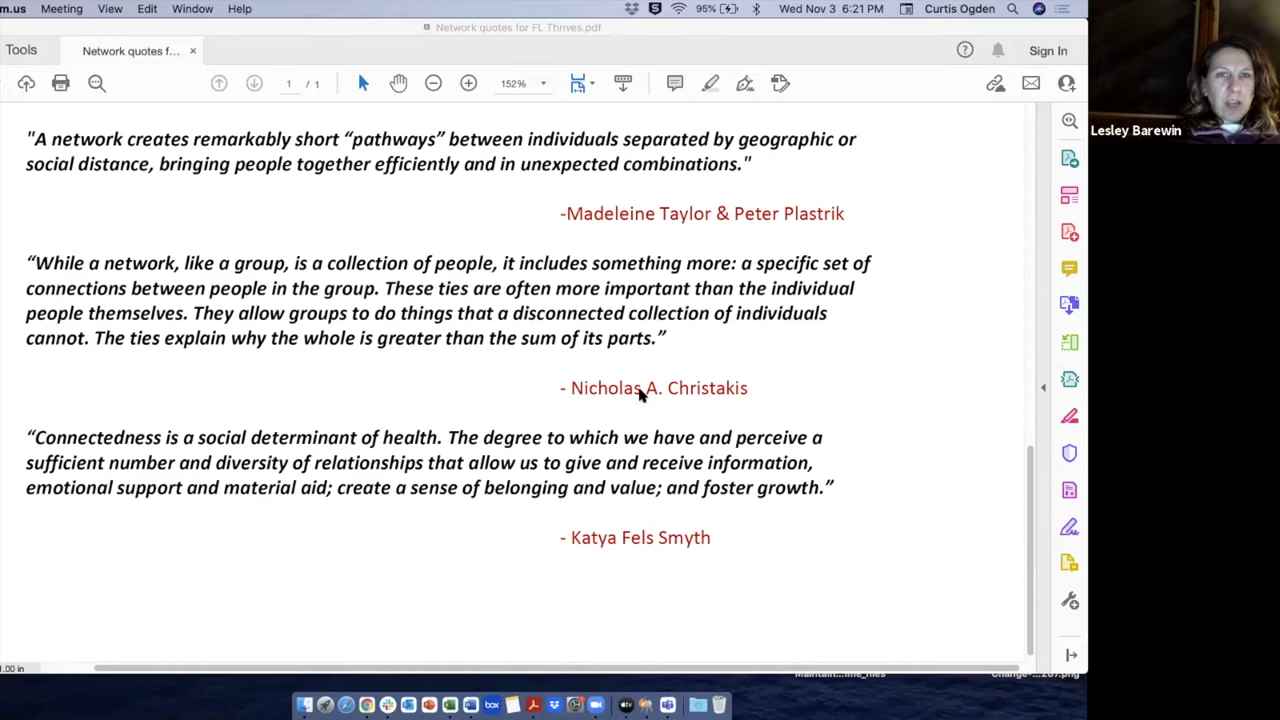 m.us Meeting View Edit Window Help 95% Wed Nov 3 6:21 PM Curtis Ogden
Network quotes for FL Thrives.pdf
Tools Network quotes f... × Sign In
1 / 1 152%
Lesley Barewin
"A network creates remarkably short “pathways” between individuals separated by geographic or
social distance, bringing people together efficiently and in unexpected combinations."
-Madeleine Taylor & Peter Plastrik
“While a network, like a group, is a collection of people, it includes something more: a specific set of
connections between people in the group. These ties are often more important than the individual
people themselves. They allow groups to do things that a disconnected collection of individuals
cannot. The ties explain why the whole is greater than the sum of its parts.”
- Nicholas A. Christakis
“Connectedness is a social determinant of health. The degree to which we have and perceive a
sufficient number and diversity of relationships that allow us to give and receive information,
emotional support and material aid; create a sense of belonging and value; and foster growth.”
- Katya Fels Smyth
box tv